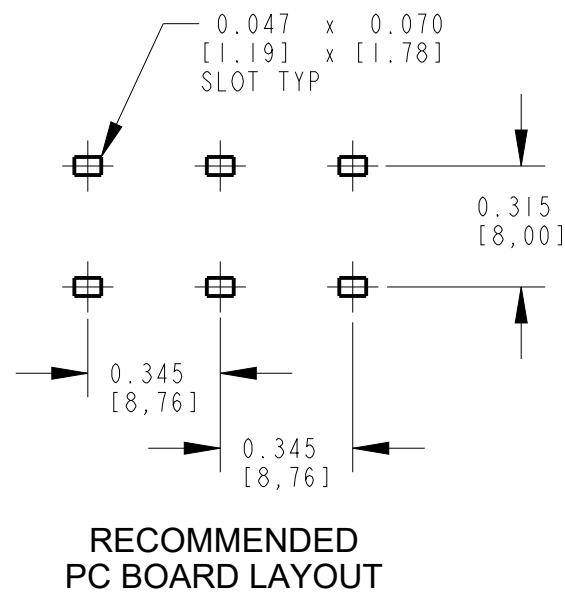 0.047 x 0.070
[1.19] x [1.78]
SLOT TYP
0.315
[8,00]
0.345
[8,76]
0.345
[8,76]
RECOMMENDED
PC BOARD LAYOUT